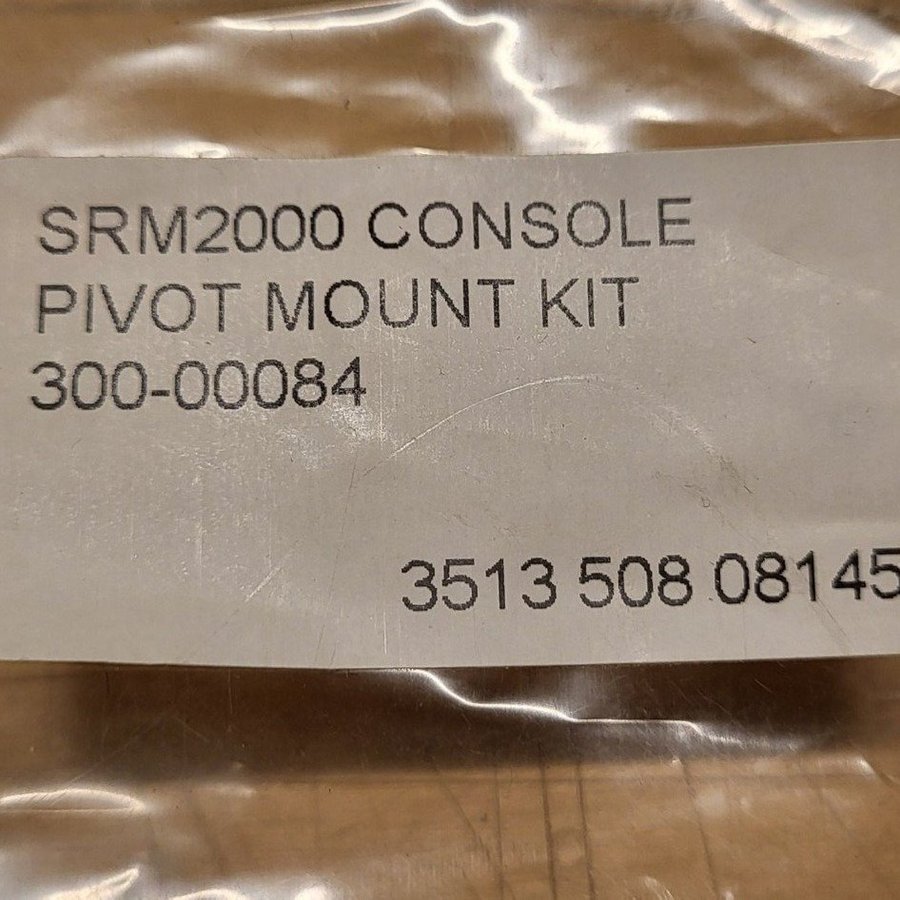 SRM2000 CONSOLE
PIVOT MOUNT KIT
300-00084
3513 508 08145